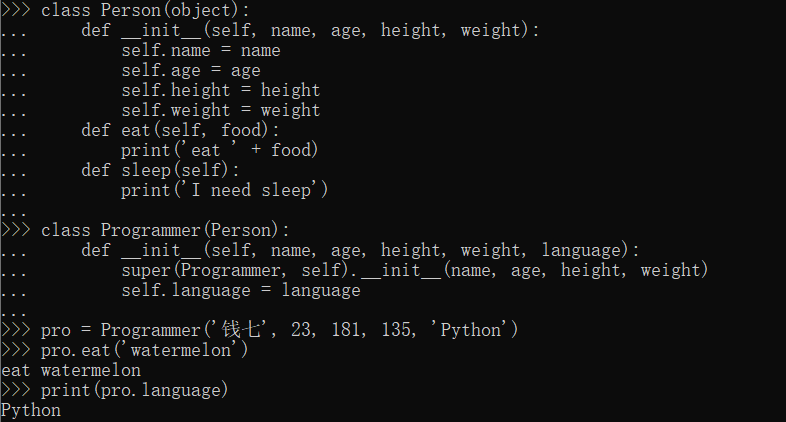 >>> class Person(object):
...     def __init__(self, name, age, height, weight):
...         self.name = name
...         self.age = age
...         self.height = height
...         self.weight = weight
...     def eat(self, food):
...         print('eat ' + food)
...     def sleep(self):
...         print('I need sleep')
...
>>> class Programmer(Person):
...     def __init__(self, name, age, height, weight, language):
...         super(Programmer, self).__init__(name, age, height, weight)
...         self.language = language
...
>>> pro = Programmer('钱七', 23, 181, 135, 'Python')
>>> pro.eat('watermelon')
eat watermelon
>>> print(pro.language)
Python